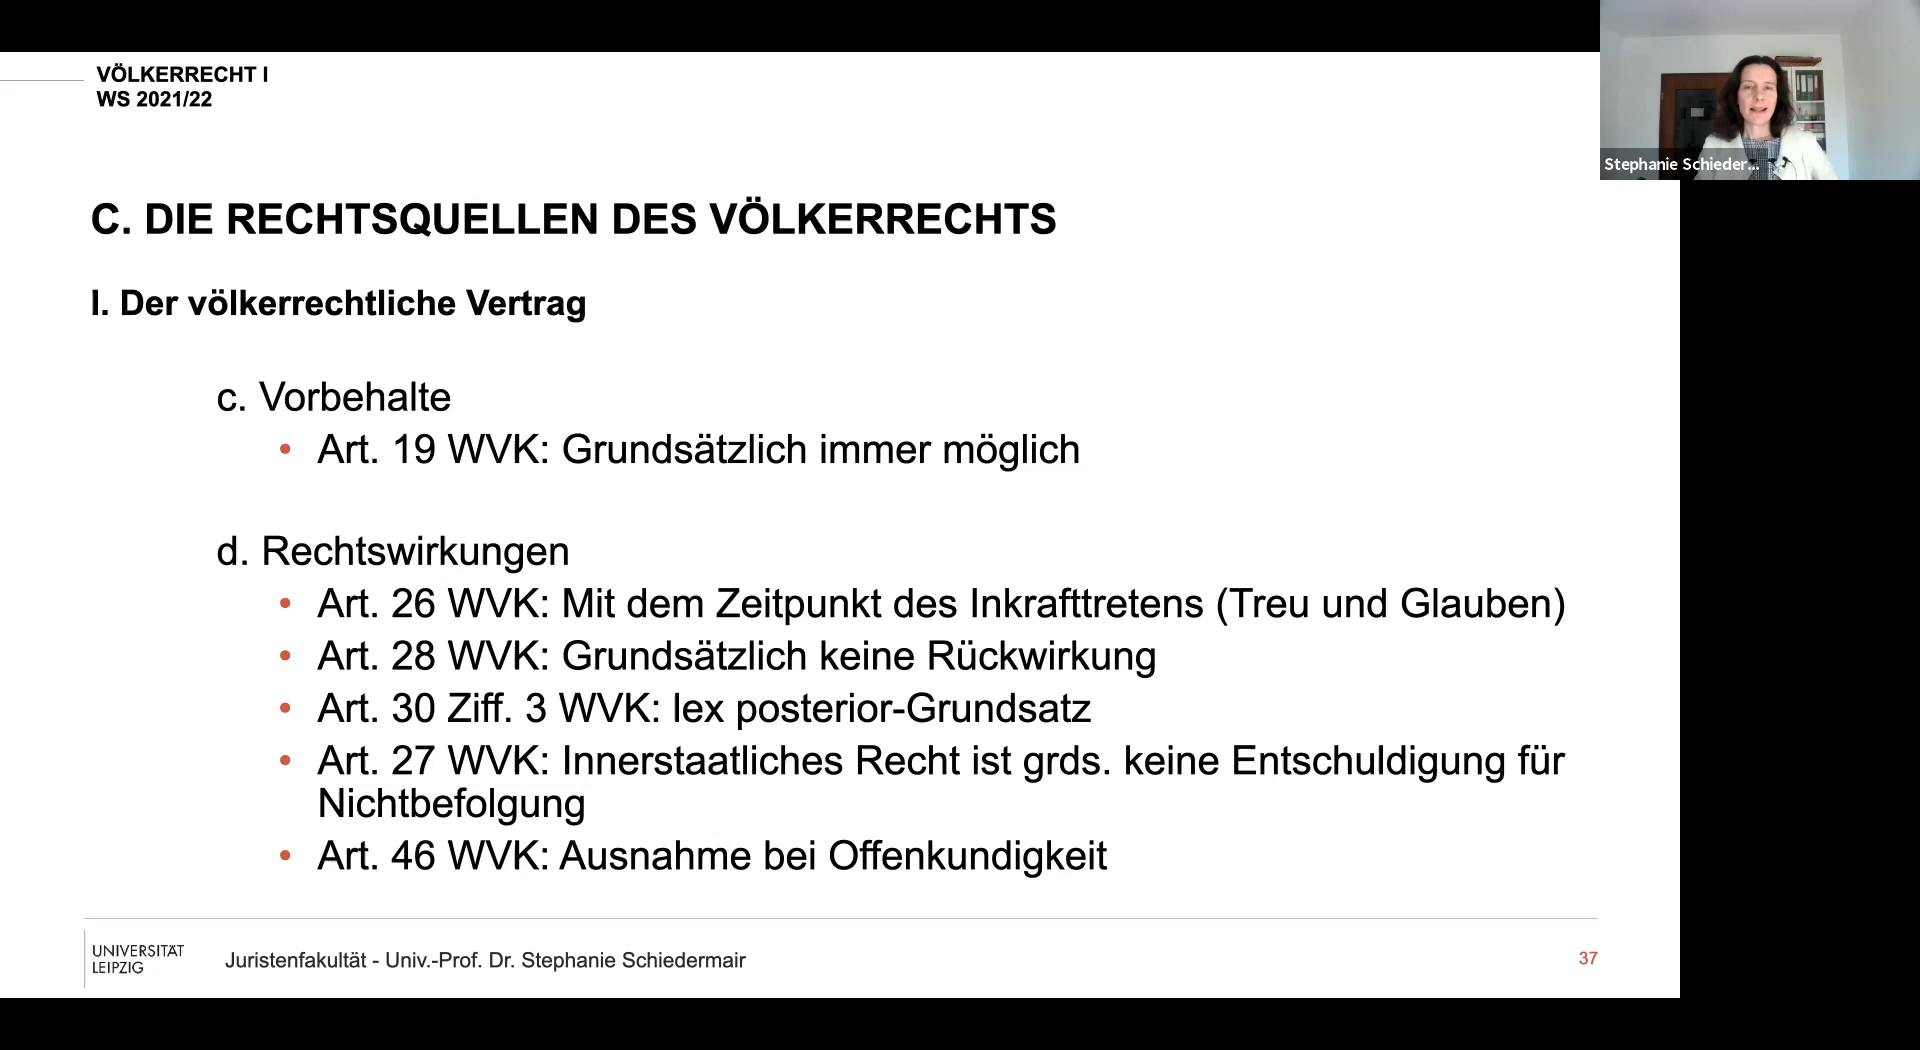 VÖLKERRECHT I
WS 2021/22
Stephanie Schieder...
C. DIE RECHTSQUELLEN DES VÖLKERRECHTS
I. Der völkerrechtliche Vertrag
c. Vorbehalte
• Art. 19 WVK: Grundsätzlich immer möglich
d. Rechtswirkungen
• Art. 26 WVK: Mit dem Zeitpunkt des Inkrafttretens (Treu und Glauben)
• Art. 28 WVK: Grundsätzlich keine Rückwirkung
• Art. 30 Ziff. 3 WVK: lex posterior-Grundsatz
• Art. 27 WVK: Innerstaatliches Recht ist grds. keine Entschuldigung für
Nichtbefolgung
• Art. 46 WVK: Ausnahme bei Offenkundigkeit
UNIVERSITÄT
LEIPZIG
Juristenfakultät - Univ.-Prof. Dr. Stephanie Schiedermair
37